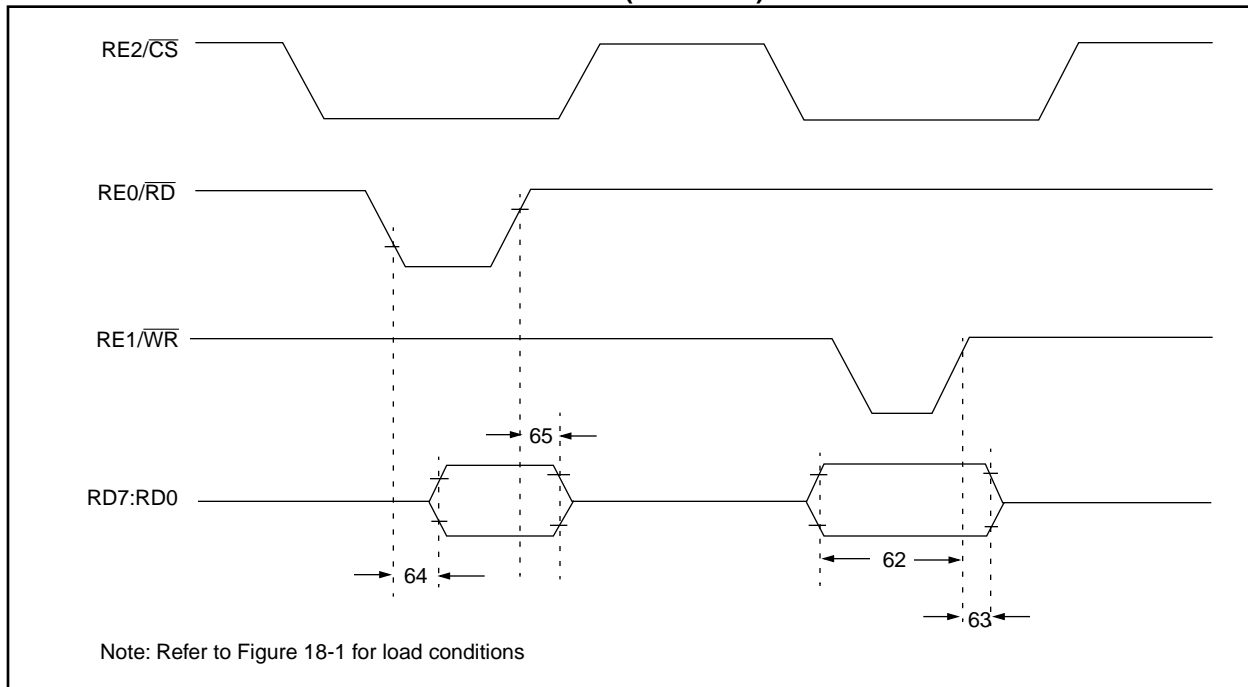 RE2/CS
RE0/RD
RE1/WR
65
RD7:RD0
62
64
63
Note: Refer to Figure 18-1 for load conditions